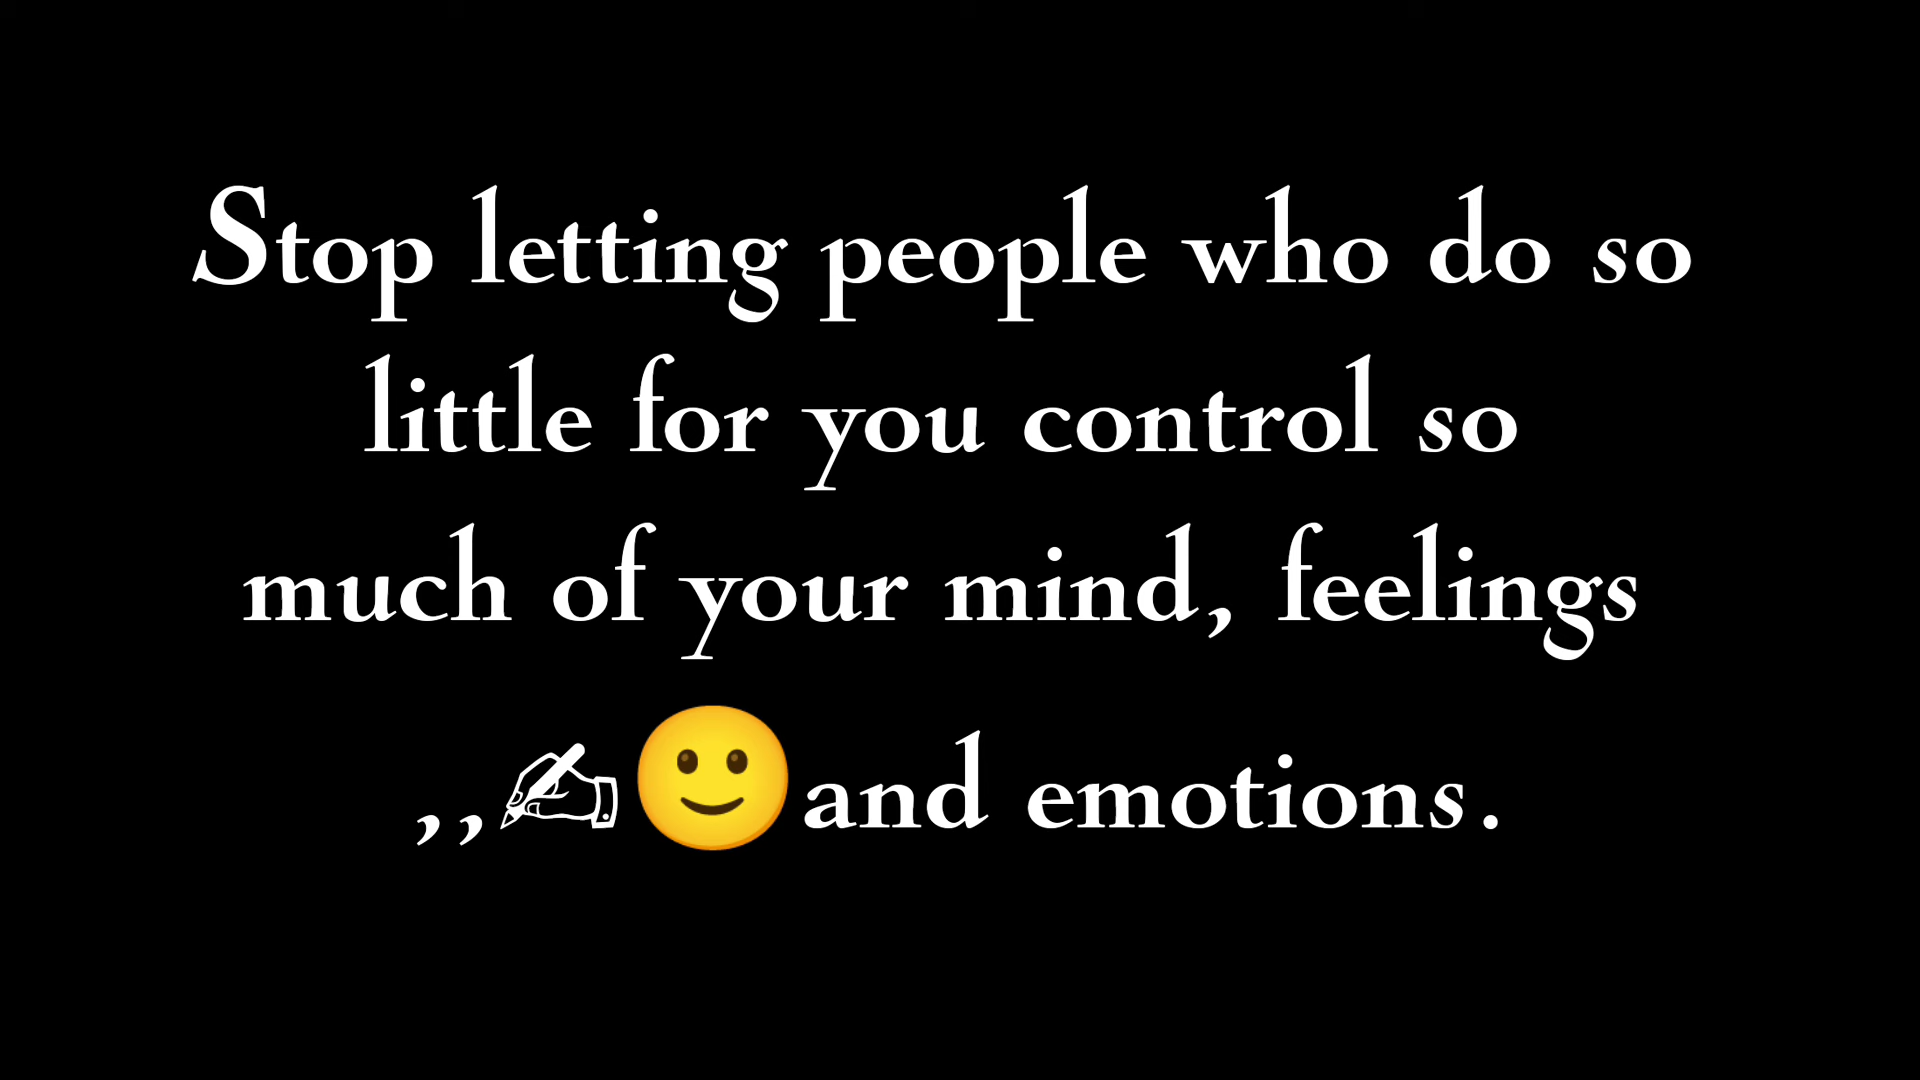 Stop letting people who do so
little for you control so
much of your mind, feelings
,,✍🙂and emotions.